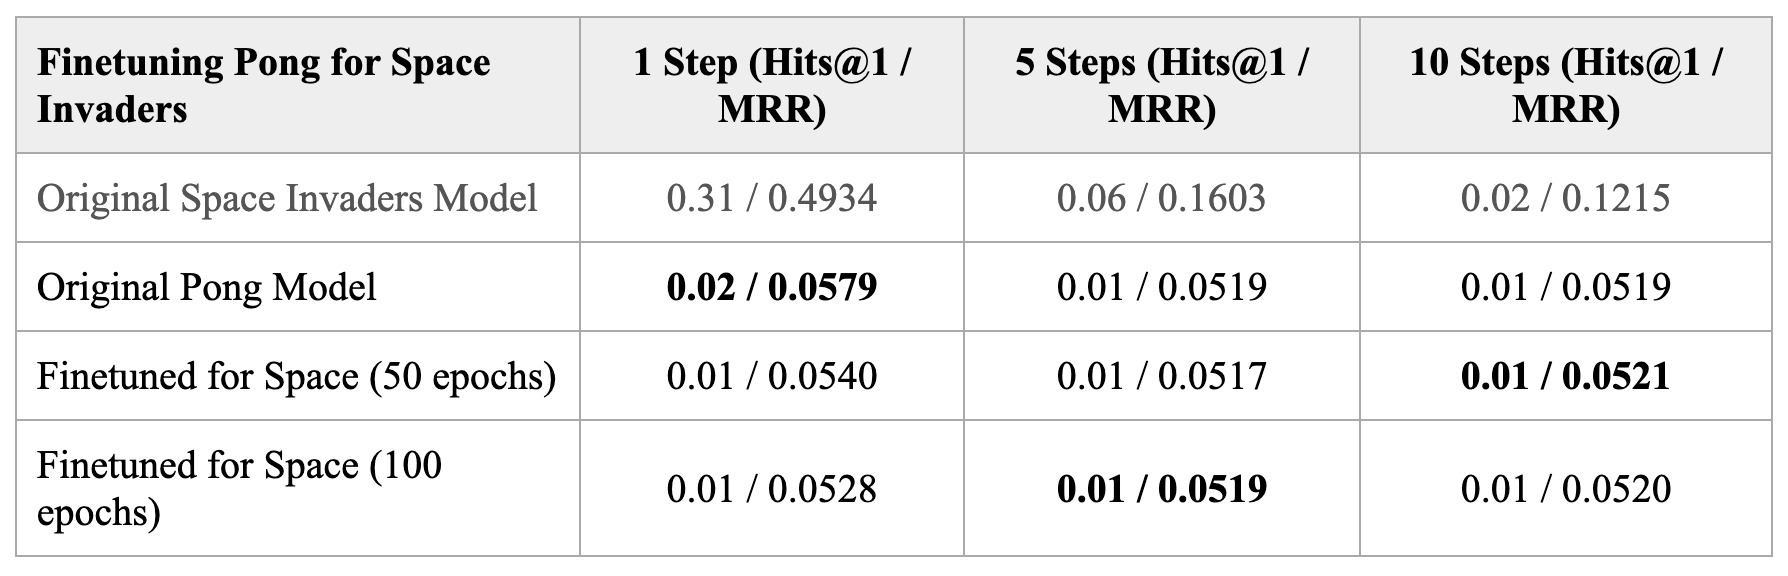 Finetuning Pong for Space Invaders 1 Step (Hits@1 / MRR) 5 Steps (Hits@1 / MRR) 10 Steps (Hits@1 / MRR)
Original Space Invaders Model 0.31 / 0.4934 0.06 / 0.1603 0.02 / 0.1215
Original Pong Model 0.02 / 0.0579 0.01 / 0.0519 0.01 / 0.0519
Finetuned for Space (50 epochs) 0.01 / 0.0540 0.01 / 0.0517 0.01 / 0.0521
Finetuned for Space (100 epochs) 0.01 / 0.0528 0.01 / 0.0519 0.01 / 0.0520